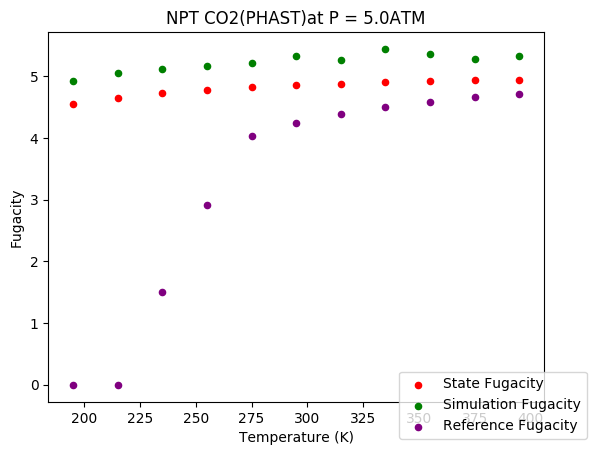 NPT CO2(PHAST)at P = 5.0ATM
Fugacity
5
4
3
2
1
0
200 225 250 275 300 325 350 375 400
Temperature (K)
State Fugacity
Simulation Fugacity
Reference Fugacity